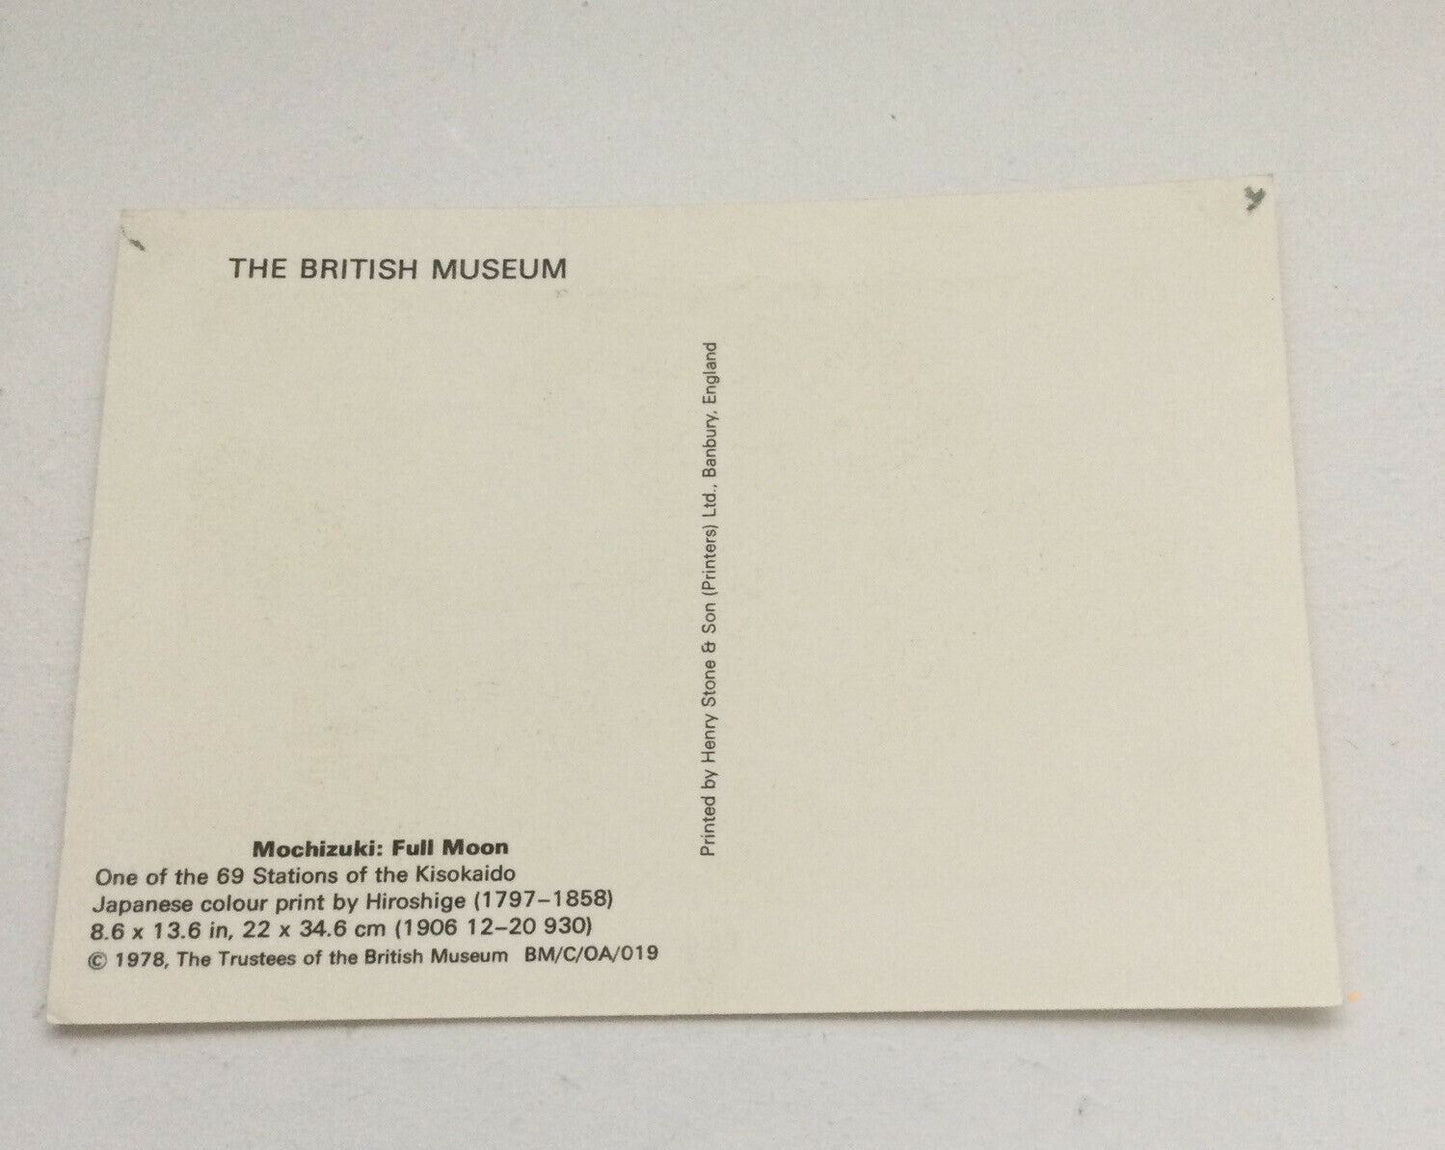 THE BRITISH MUSEUM
Mochizuki: Full Moon
One of the 69 Stations of the Kisokaido
Japanese colour print by Hiroshige (1797–1858)
8.6 x 13.6 in, 22 x 34.6 cm (1906 12–20 930)
© 1978, The Trustees of the British Museum BM/C/OA/019
Printed by Henry Stone & Son (Printers) Ltd., Banbury, England